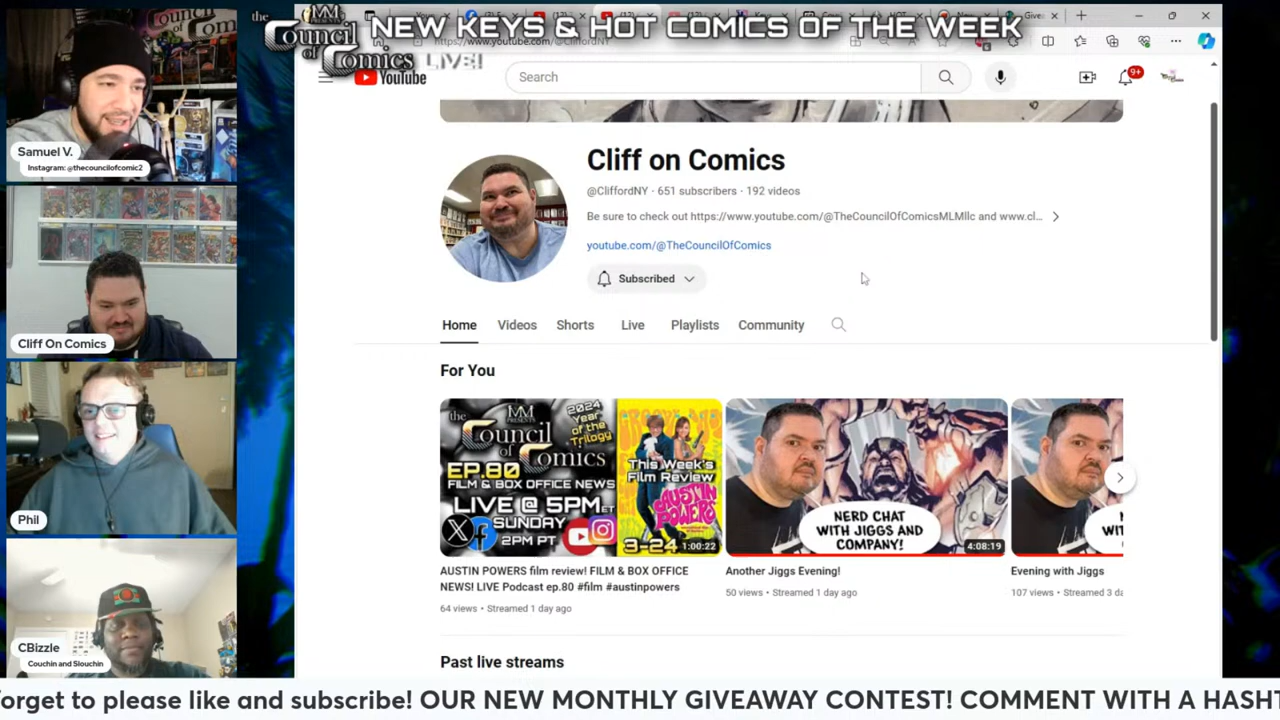 MM
PRESENTS
the
Council
of
Comics
LIVE!
NEW KEYS & HOT COMICS OF THE WEEK
YouTube
Search
9+
Cliff on Comics
@CliffordNY · 651 subscribers · 192 videos
Be sure to check out https://www.youtube.com/@TheCouncilOfComicsMLMllc and www.cl...
youtube.com/@TheCouncilOfComics
Subscribed
Home
Videos
Shorts
Live
Playlists
Community
For You
MM
PRESENTS
the
Council
of
Comics
2024
Year
of the
Trilogy
EP.80
FILM & BOX OFFICE NEWS
LIVE @ 5PM ET
SUNDAY
2PM PT
This Week's
Film Review
AUSTIN
POWERS
3-24
1:00:22
AUSTIN POWERS film review! FILM & BOX OFFICE
NEWS! LIVE Podcast ep.80 #film #austinpowers
64 views • Streamed 1 day ago
NERD CHAT
WITH JIGGS AND
COMPANY!
4:08:19
Another Jiggs Evening!
50 views • Streamed 1 day ago
Evening with Jiggs
107 views • Streamed 3 da
Past live streams
Samuel V.
Instagram: @thecouncilofcomic2
Cliff On Comics
Phil
CBizzle
Couchin and Slouchin
forget to please like and subscribe! OUR NEW MONTHLY GIVEAWAY CONTEST! COMMENT WITH A HASHT